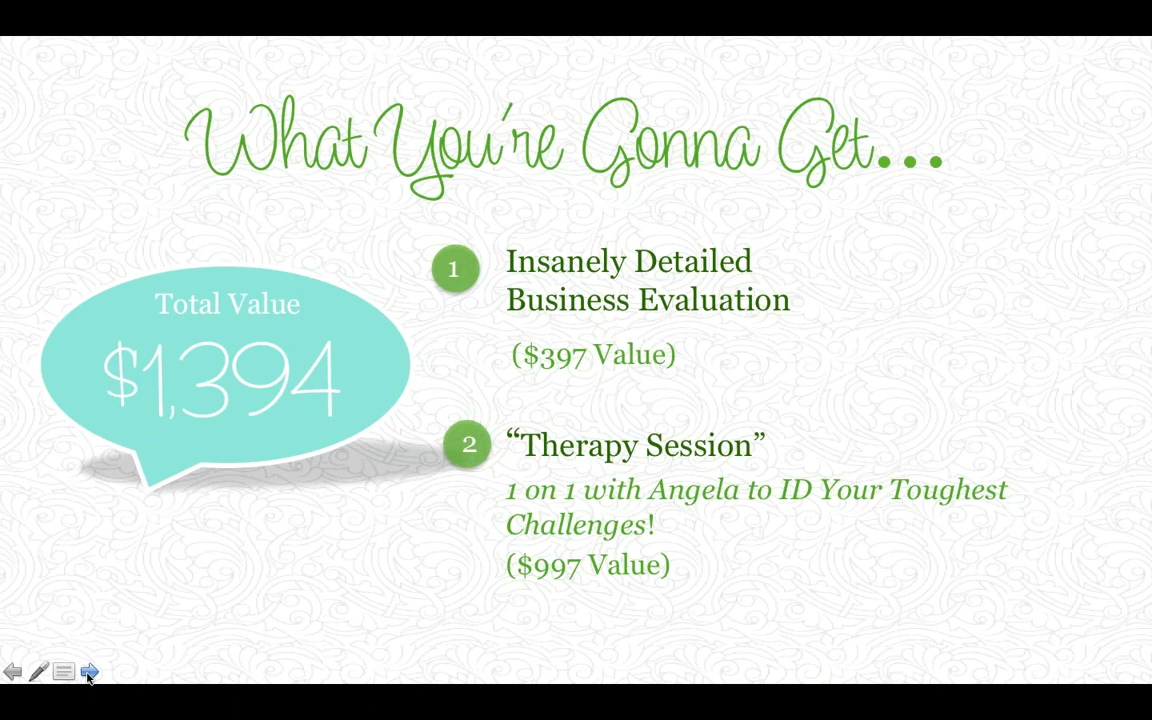 What You're Gonna Get...
Total Value
$1,394
1
Insanely Detailed
Business Evaluation
($397 Value)
2
“Therapy Session”
1 on 1 with Angela to ID Your Toughest
Challenges!
($997 Value)